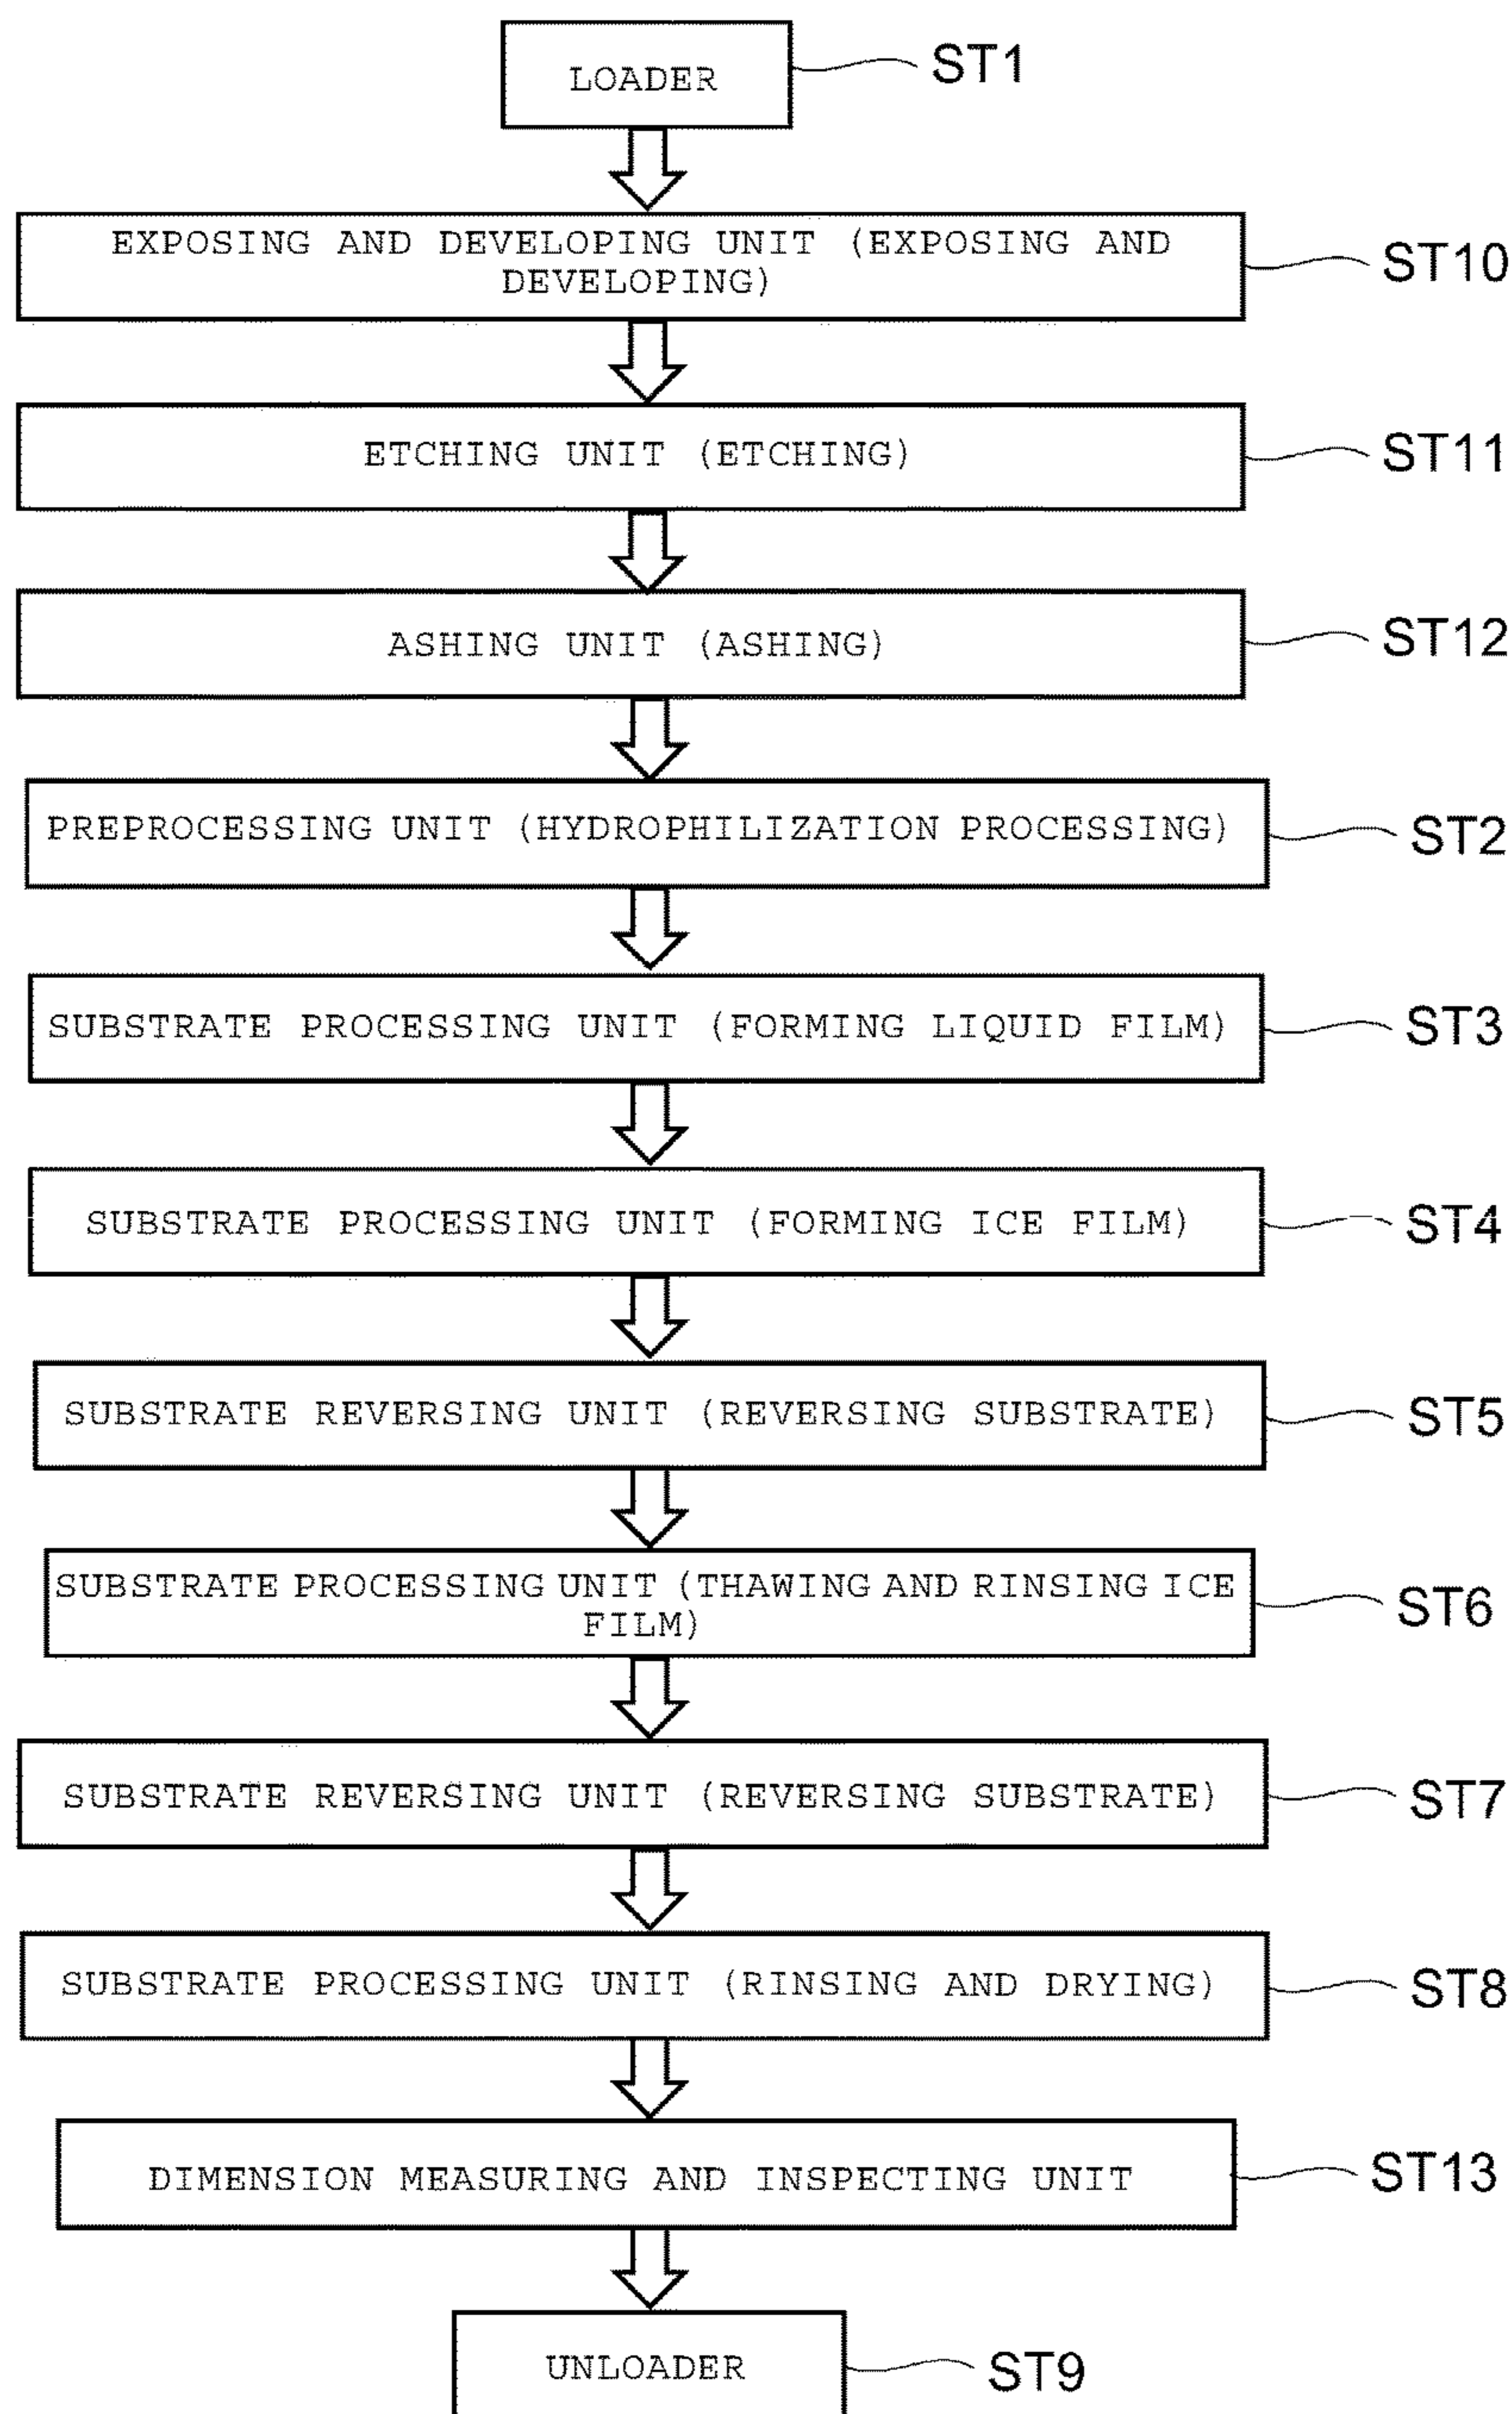 LOADER
ST1
EXPOSING AND DEVELOPING UNIT (EXPOSING AND
DEVELOPING)
ST10
ETCHING UNIT (ETCHING)
ST11
ASHING UNIT (ASHING)
ST12
PREPROCESSING UNIT (HYDROPHILIZATION PROCESSING)
ST2
SUBSTRATE PROCESSING UNIT (FORMING LIQUID FILM)
ST3
SUBSTRATE PROCESSING UNIT (FORMING ICE FILM)
ST4
SUBSTRATE REVERSING UNIT (REVERSING SUBSTRATE)
ST5
SUBSTRATE PROCESSING UNIT (THAWING AND RINSING ICE
FILM)
ST6
SUBSTRATE REVERSING UNIT (REVERSING SUBSTRATE)
ST7
SUBSTRATE PROCESSING UNIT (RINSING AND DRYING)
ST8
DIMENSION MEASURING AND INSPECTING UNIT
ST13
UNLOADER
ST9